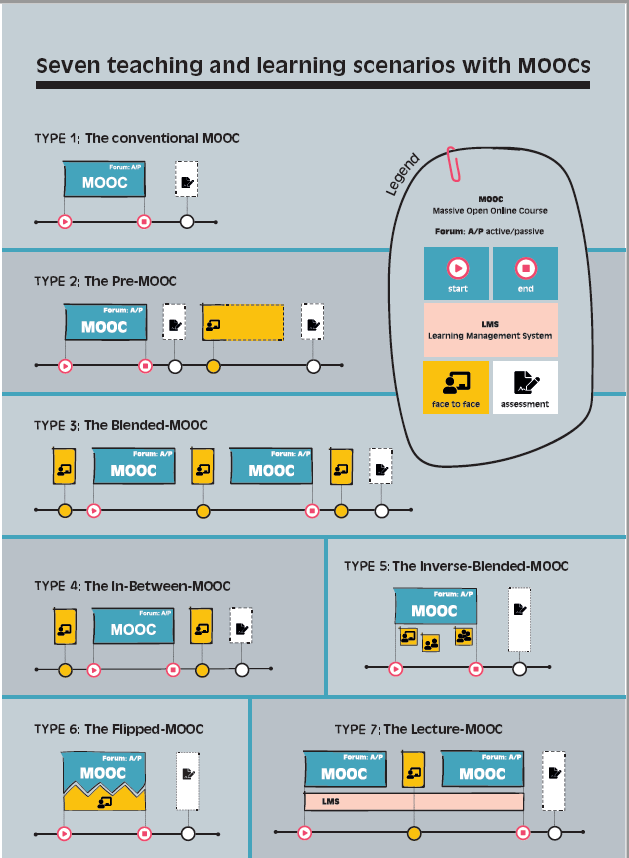 Seven teaching and learning scenarios with MOOCs
TYPE 1: The conventional MOOC
Forum: A/P
MOOC
Legend
MOOC
Massive Open Online Course
Forum: A/P active/passive
start
end
LMS
Learning Management System
face to face
assessment
TYPE 2: The Pre-MOOC
Forum: A/P
MOOC
TYPE 3: The Blended-MOOC
Forum: A/P
MOOC
Forum: A/P
MOOC
TYPE 4: The In-Between-MOOC
Forum: A/P
MOOC
TYPE 5: The Inverse-Blended-MOOC
Forum: A/P
MOOC
TYPE 6: The Flipped-MOOC
Forum: A/P
MOOC
TYPE 7: The Lecture-MOOC
Forum: A/P
MOOC
Forum: A/P
MOOC
LMS